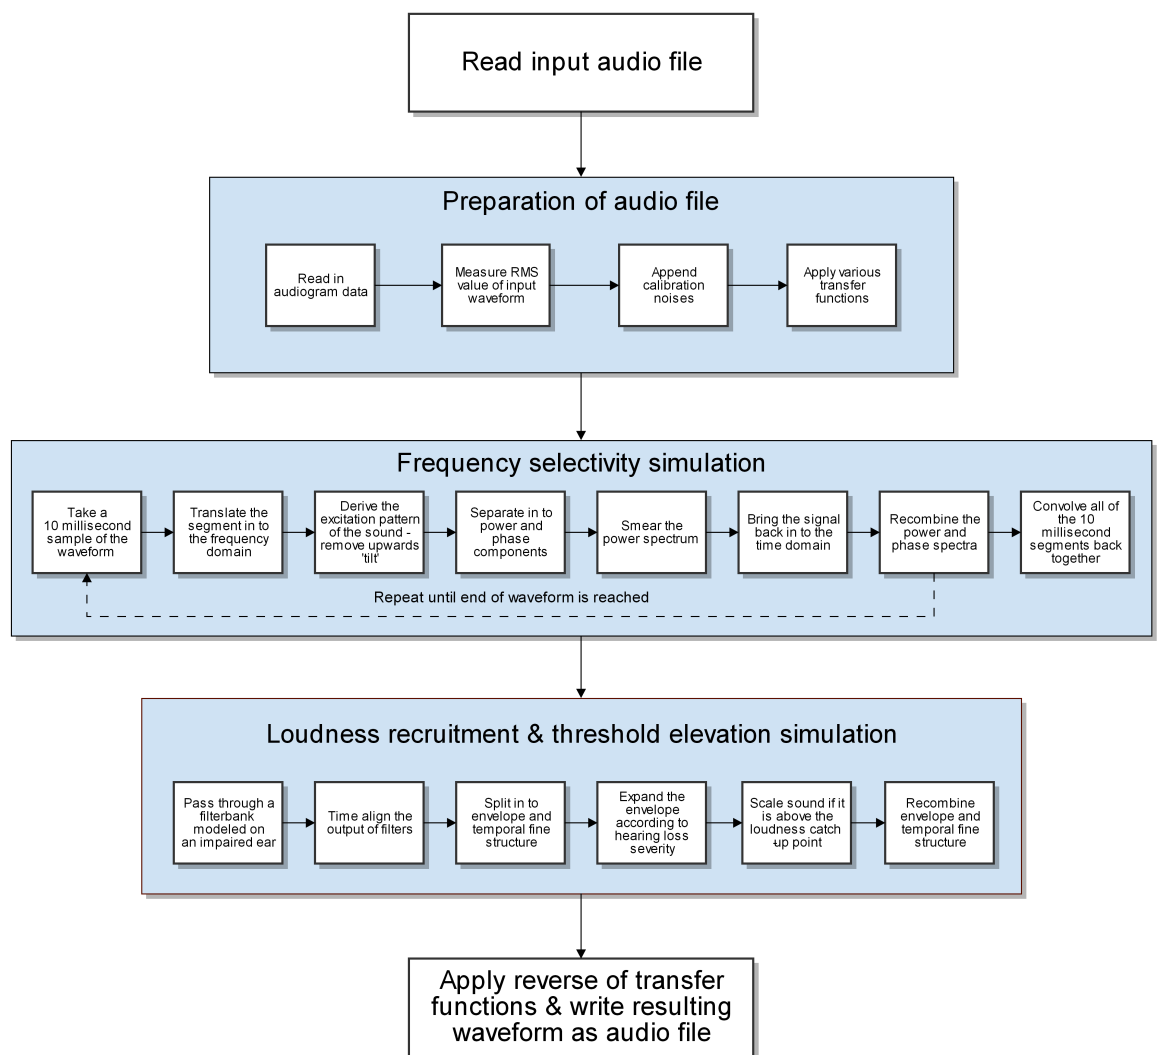 Read input audio file
Preparation of audio file
Read in
audiogram data
Measure RMS
value of input
waveform
Append
calibration
noises
Apply various
transfer
functions
Frequency selectivity simulation
Take a
10 millisecond
sample of the
waveform
Translate the
segment in to
the frequency
domain
Derive the
excitation pattern
of the sound -
remove upwards
'tilt'
Separate in to
power and
phase
components
Smear the
power spectrum
Bring the signal
back in to the
time domain
Recombine the
power and
phase spectra
Convolve all of
the 10
millisecond
segments back
together
Repeat until end of waveform is reached
Loudness recruitment & threshold elevation simulation
Pass through a
filterbank
modeled on
an impaired ear
Time align the
output of filters
Split in to
envelope and
temporal fine
structure
Expand the
envelope
according to
hearing loss
severity
Scale sound if it
is above the
loudness catch
-up point
Recombine
envelope and
temporal fine
structure
Apply reverse of transfer
functions & write resulting
waveform as audio file